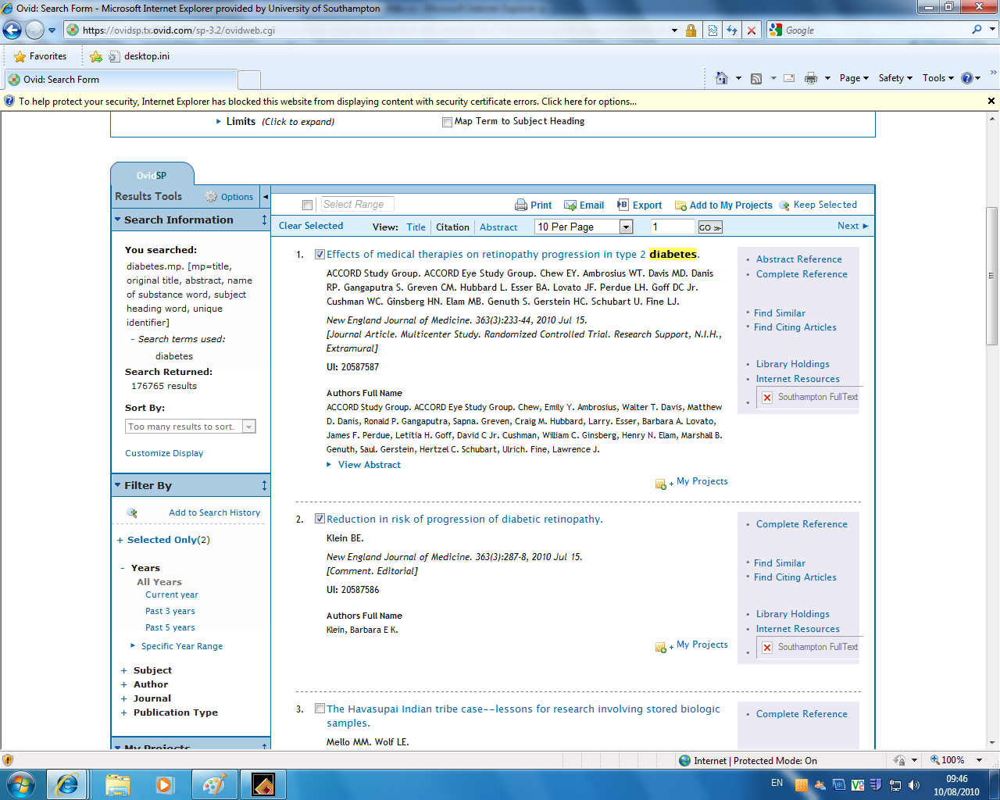 Ovid: Search Form - Microsoft Internet Explorer provided by University of Southampton
https://ovidsp.tx.ovid.com/sp-3.2/ovidweb.cgi
Google
Favorites
desktop.ini
Ovid: Search Form
Page
Safety
Tools
To help protect your security, Internet Explorer has blocked this website from displaying content with security certificate errors. Click here for options...
Limits (Click to expand)
Map Term to Subject Heading
OvidSP
Results Tools
Options
Search Information
You searched:
diabetes.mp. [mp=title,
original title, abstract, name
of substance word, subject
heading word, unique
identifier]
- Search terms used:
diabetes
Search Returned:
176765 results
Sort By:
Too many results to sort.
Customize Display
Filter By
Add to Search History
+ Selected Only(2)
- Years
All Years
Current year
Past 3 years
Past 5 years
Specific Year Range
+ Subject
+ Author
+ Journal
+ Publication Type
My Projects
Select Range
Print
Email
Export
Add to My Projects
Keep Selected
Clear Selected
View:
Title
Citation
Abstract
10 Per Page
1
GO ≫
Next
1. Effects of medical therapies on retinopathy progression in type 2 diabetes.
ACCORD Study Group. ACCORD Eye Study Group. Chew EY. Ambrosius WT. Davis MD. Danis
RP. Gangaputra S. Greven CM. Hubbard L. Esser BA. Lovato JF. Perdue LH. Goff DC Jr.
Cushman WC. Ginsberg HN. Elam MB. Genuth S. Gerstein HC. Schubart U. Fine LJ.
New England Journal of Medicine. 363(3):233-44, 2010 Jul 15.
[Journal Article. Multicenter Study. Randomized Controlled Trial. Research Support, N.I.H.,
Extramural]
UI: 20587587
Authors Full Name
ACCORD Study Group. ACCORD Eye Study Group. Chew, Emily Y. Ambrosius, Walter T. Davis, Matthew
D. Danis, Ronald P. Gangaputra, Sapna. Greven, Craig M. Hubbard, Larry. Esser, Barbara A. Lovato,
James F. Perdue, Letitia H. Goff, David C Jr. Cushman, William C. Ginsberg, Henry N. Elam, Marshall B.
Genuth, Saul. Gerstein, Hertzel C. Schubart, Ulrich. Fine, Lawrence J.
View Abstract
+ My Projects
• Abstract Reference
• Complete Reference
• Find Similar
• Find Citing Articles
• Library Holdings
• Internet Resources
• Southampton FullText
2. Reduction in risk of progression of diabetic retinopathy.
Klein BE.
New England Journal of Medicine. 363(3):287-8, 2010 Jul 15.
[Comment. Editorial]
UI: 20587586
Authors Full Name
Klein, Barbara E K.
+ My Projects
• Complete Reference
• Find Similar
• Find Citing Articles
• Library Holdings
• Internet Resources
• Southampton FullText
3. The Havasupai Indian tribe case--lessons for research involving stored biologic
samples.
Mello MM. Wolf LE.
• Complete Reference
Internet | Protected Mode: On
100%
EN
09:46
10/08/2010